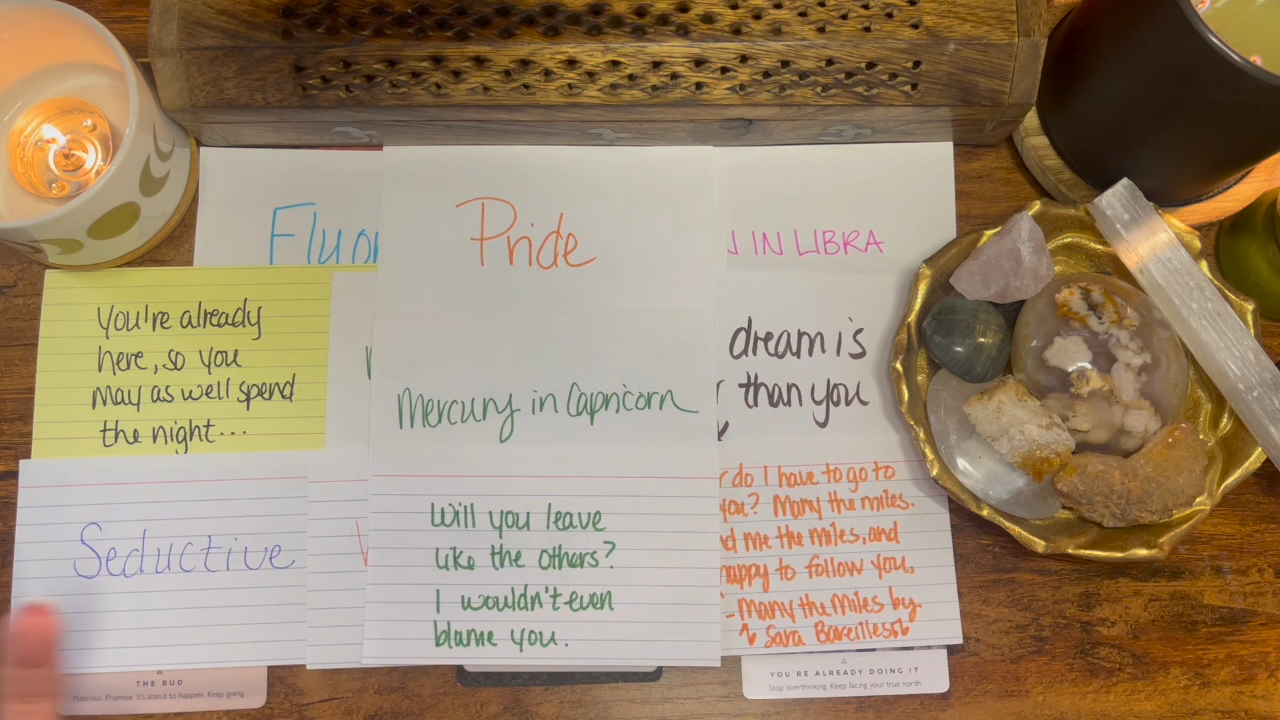 Pride
N IN LIBRA
You're already
here, so you
may as well spend
the night...
dream is
than you
Mercury in Capricorn
Seductive
Will you leave
like the others?
I wouldn't even
blame you.
do I have to go to
you? Many the miles.
me the miles, and
happy to follow you,
- Many the Miles by
Sara Bareilles
THE BUD
Potential. Promise. It's about to happen. Keep going.
YOU'RE ALREADY DOING IT
Stop overthinking. Keep facing your true north